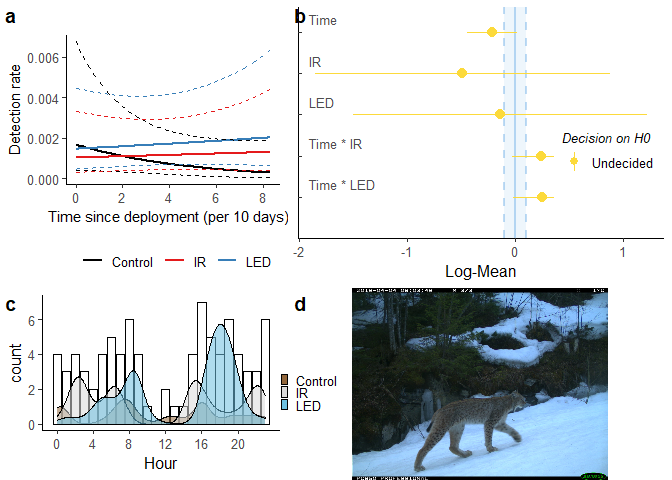 a
Detection rate
0.006
0.004
0.002
0.000
0 2 4 6 8
Time since deployment (per 10 days)
Control IR LED
b
Time
IR
LED
Time * IR
Time * LED
Decision on H0
Undecided
-2 -1 0 1
Log-Mean
c
count
6
4
2
0
0 4 8 12 16 20
Hour
Control
IR
LED
d